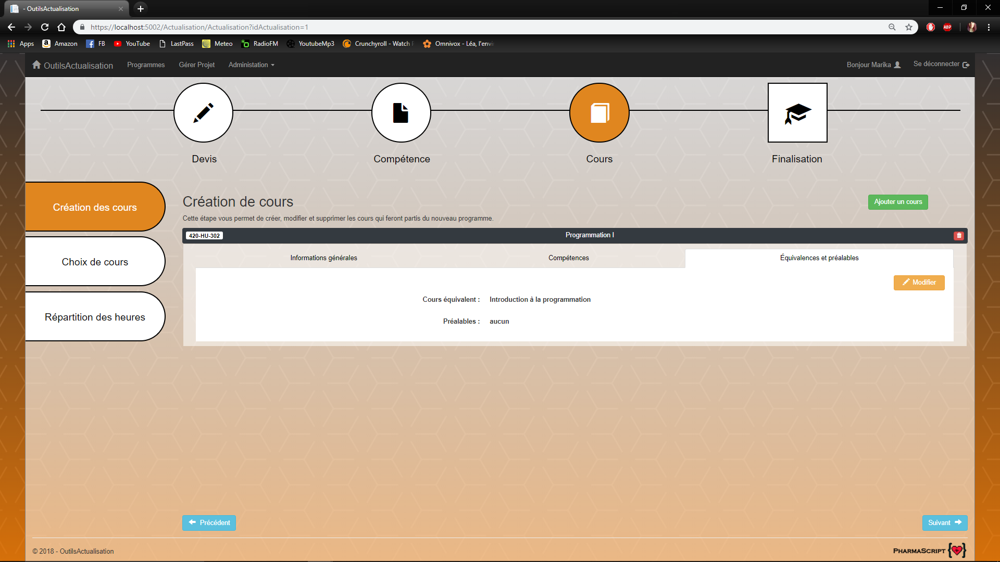 - OutilsActualisation
https://localhost:5002/Actualisation/Actualisation?idActualisation=1
ABP
Apps Amazon FB YouTube LastPass Meteo RadioFM YoutubeMp3 Crunchyroll - Watch Omnivox - Léa, l'envi
OutilsActualisation Programmes Gérer Projet Administation Bonjour Marika Se déconnecter
Devis Compétence Cours Finalisation
Création des cours
Choix de cours
Répartition des heures
Création de cours
Ajouter un cours
Cette étape vous permet de créer, modifier et supprimer les cours qui feront partis du nouveau programme.
420-HU-302 Programmation I
Informations générales Compétences Équivalences et préalables
Modifier
Cours équivalent : Introduction à la programmation
Préalables : aucun
Précédent Suivant
© 2018 - OutilsActualisation
PharmaScript {}